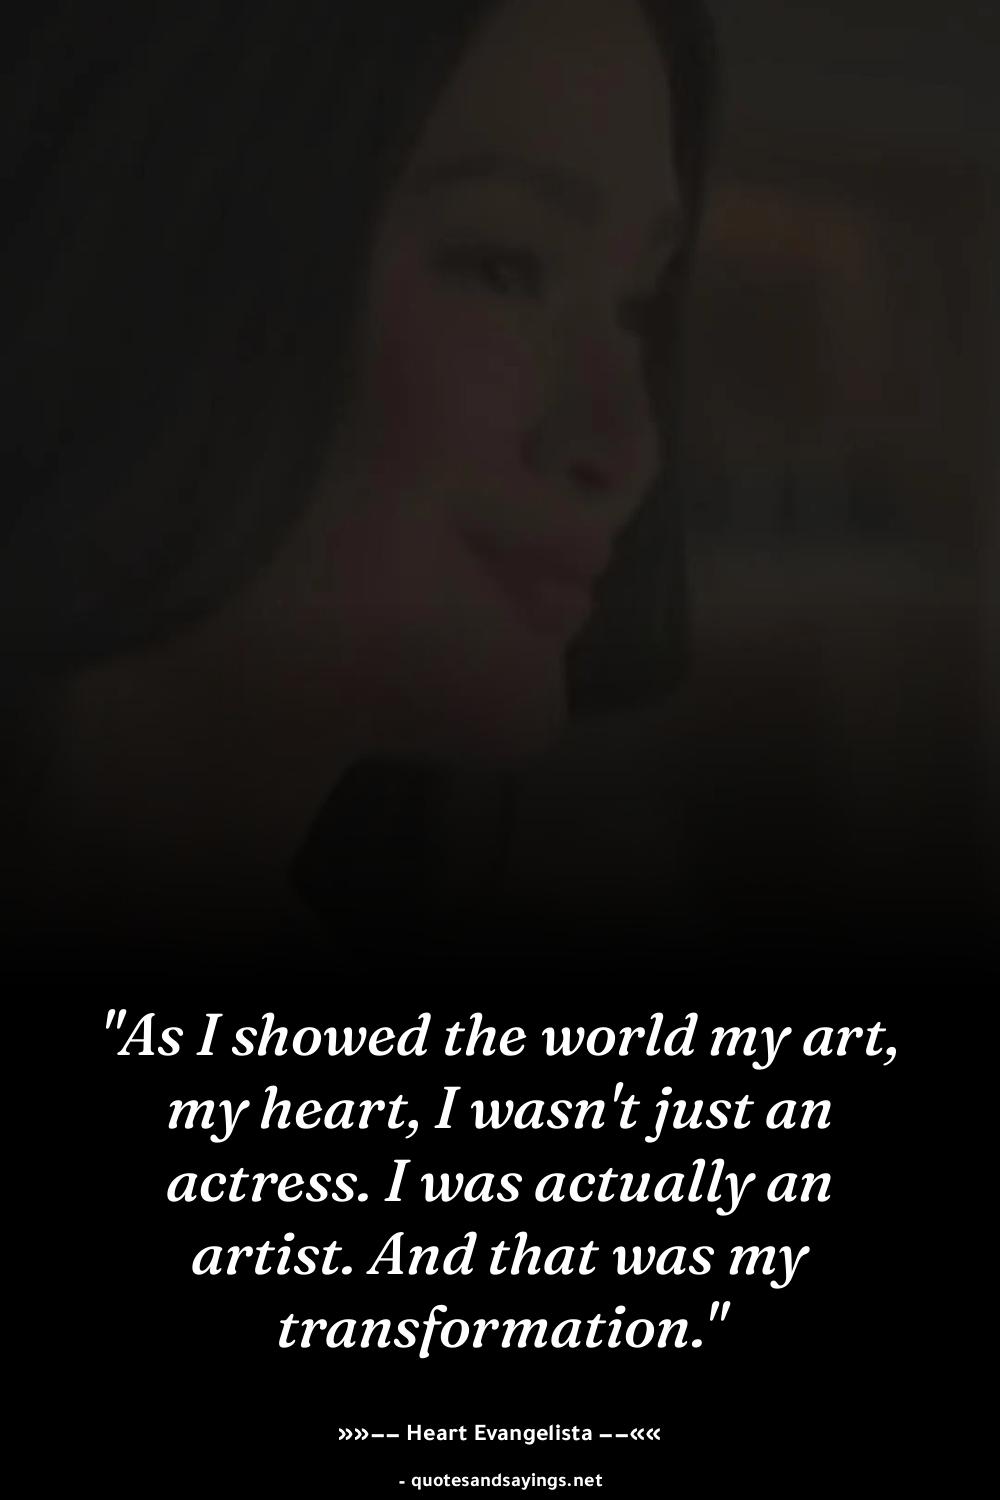 "As I showed the world my art,
my heart, I wasn't just an
actress. I was actually an
artist. And that was my
transformation."
»»−− Heart Evangelista −−««
- quotesandsayings.net